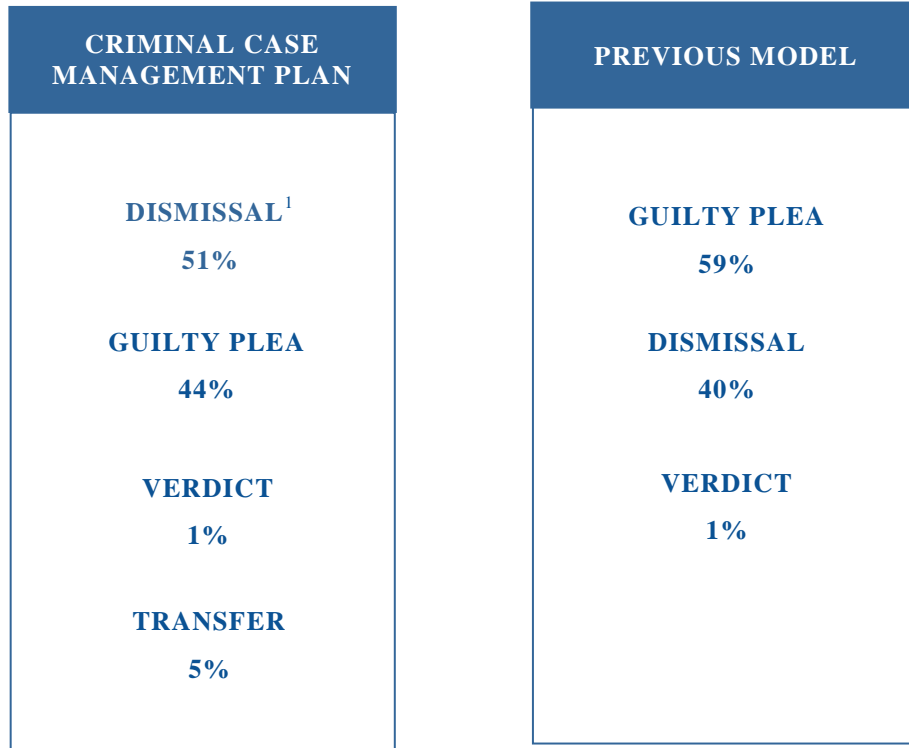 CRIMINAL CASE
MANAGEMENT PLAN
DISMISSAL¹
51%
GUILTY PLEA
44%
VERDICT
1%
TRANSFER
5%
PREVIOUS MODEL
GUILTY PLEA
59%
DISMISSAL
40%
VERDICT
1%